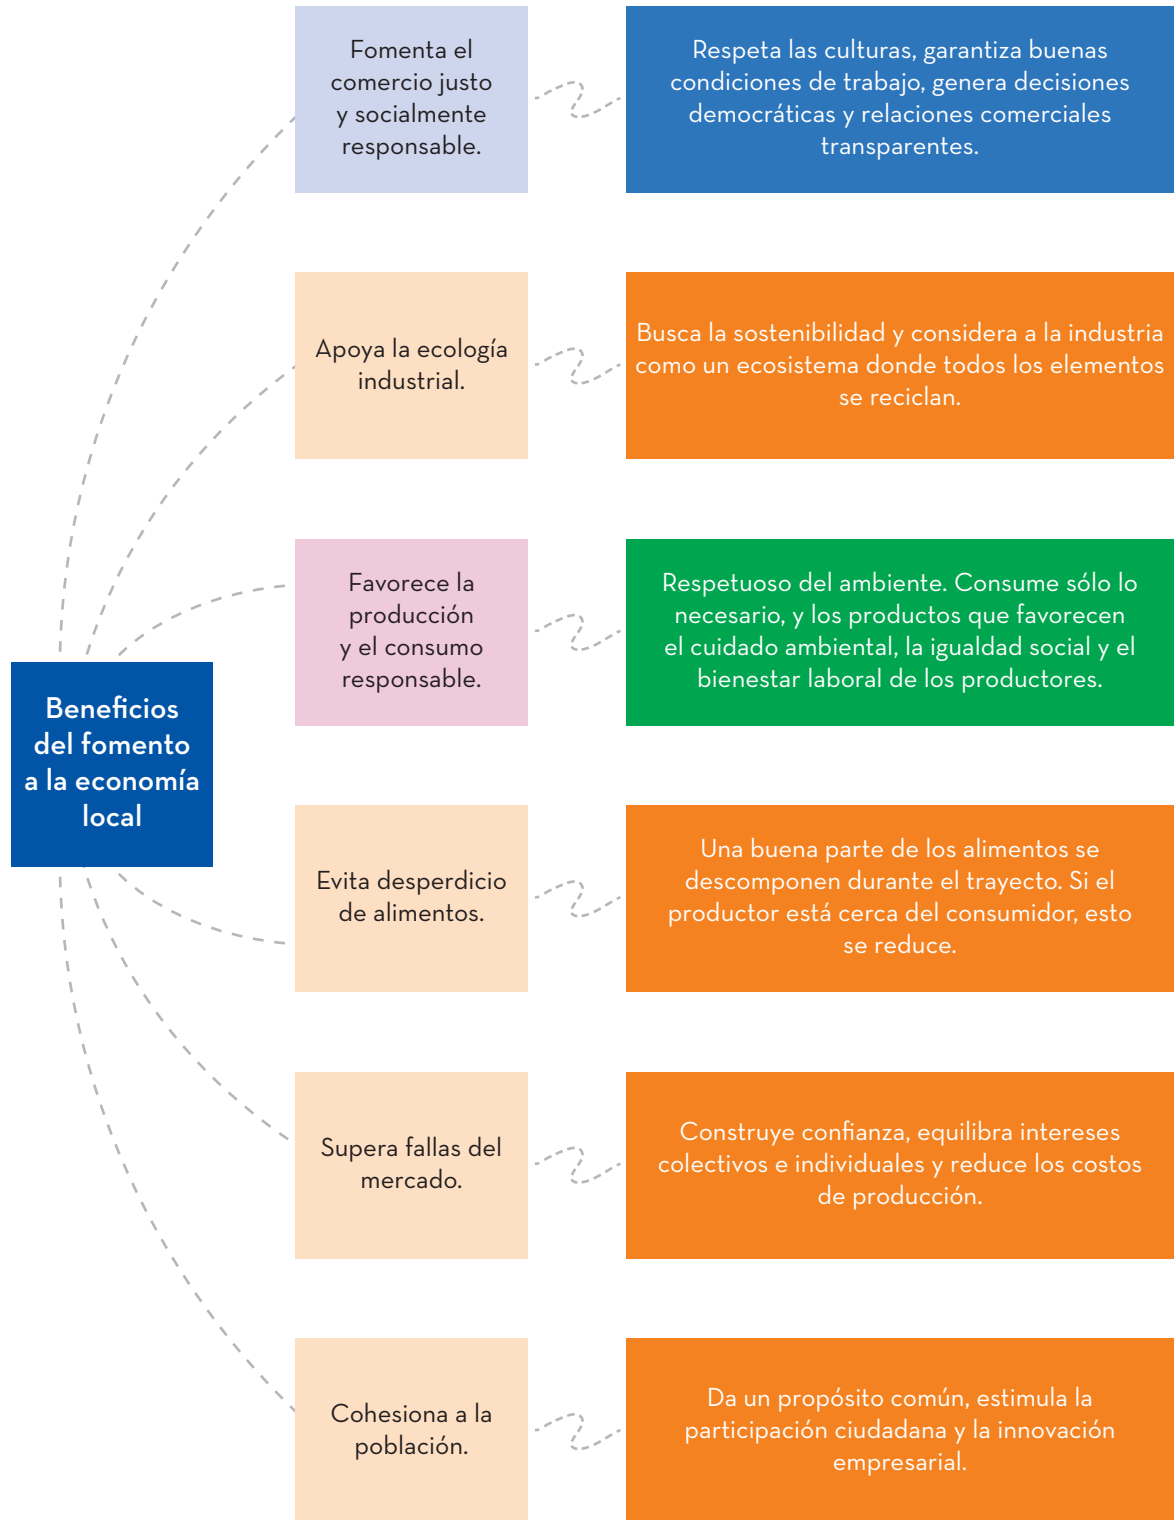 Fomenta el
comercio justo
y socialmente
responsable.
Respeta las culturas, garantiza buenas
condiciones de trabajo, genera decisiones
democráticas y relaciones comerciales
transparentes.
Apoya la ecología
industrial.
Busca la sostenibilidad y considera a la industria
como un ecosistema donde todos los elementos
se reciclan.
Favorece la
producción
y el consumo
responsable.
Respetuoso del ambiente. Consume sólo lo
necesario, y los productos que favorecen
el cuidado ambiental, la igualdad social y el
bienestar laboral de los productores.
Beneficios
del fomento
a la economía
local
Evita desperdicio
de alimentos.
Una buena parte de los alimentos se
descomponen durante el trayecto. Si el
productor está cerca del consumidor, esto
se reduce.
Supera fallas del
mercado.
Construye confianza, equilibra intereses
colectivos e individuales y reduce los costos
de producción.
Cohesiona a la
población.
Da un propósito común, estimula la
participación ciudadana y la innovación
empresarial.